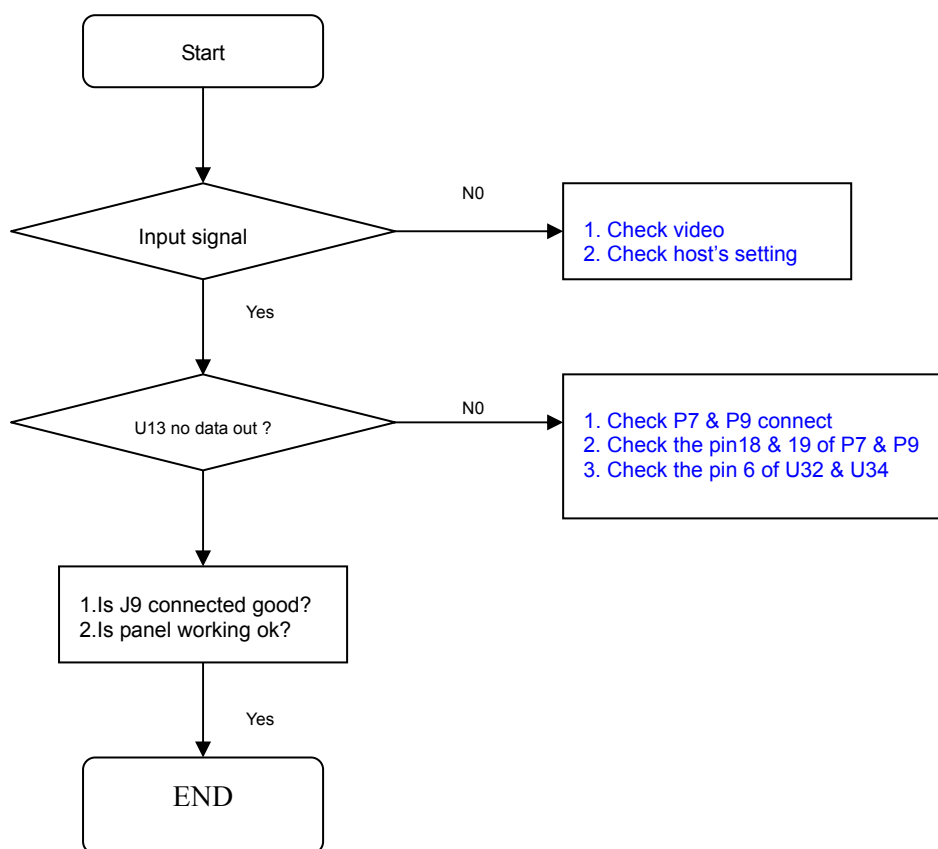 Start
Input signal
N0
1. Check video
2. Check host's setting
Yes
U13 no data out ?
N0
1. Check P7 & P9 connect
2. Check the pin18 & 19 of P7 & P9
3. Check the pin 6 of U32 & U34
1.Is J9 connected good?
2.Is panel working ok?
Yes
END